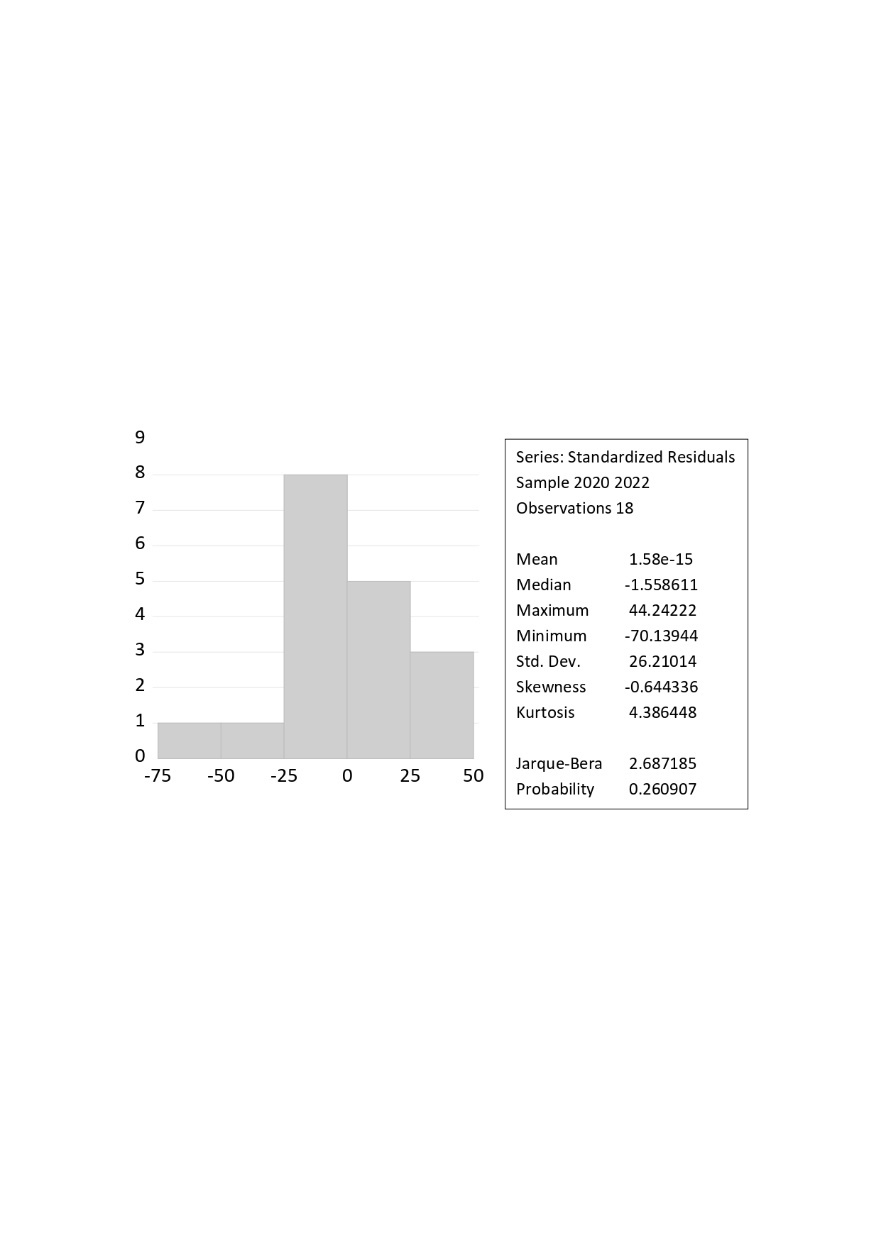 9
8
7
6
5
4
3
2
1
0
-75 -50 -25 0 25 50
Series: Standardized Residuals
Sample 2020 2022
Observations 18
Mean 1.58e-15
Median -1.558611
Maximum 44.24222
Minimum -70.13944
Std. Dev. 26.21014
Skewness -0.644336
Kurtosis 4.386448
Jarque-Bera 2.687185
Probability 0.260907